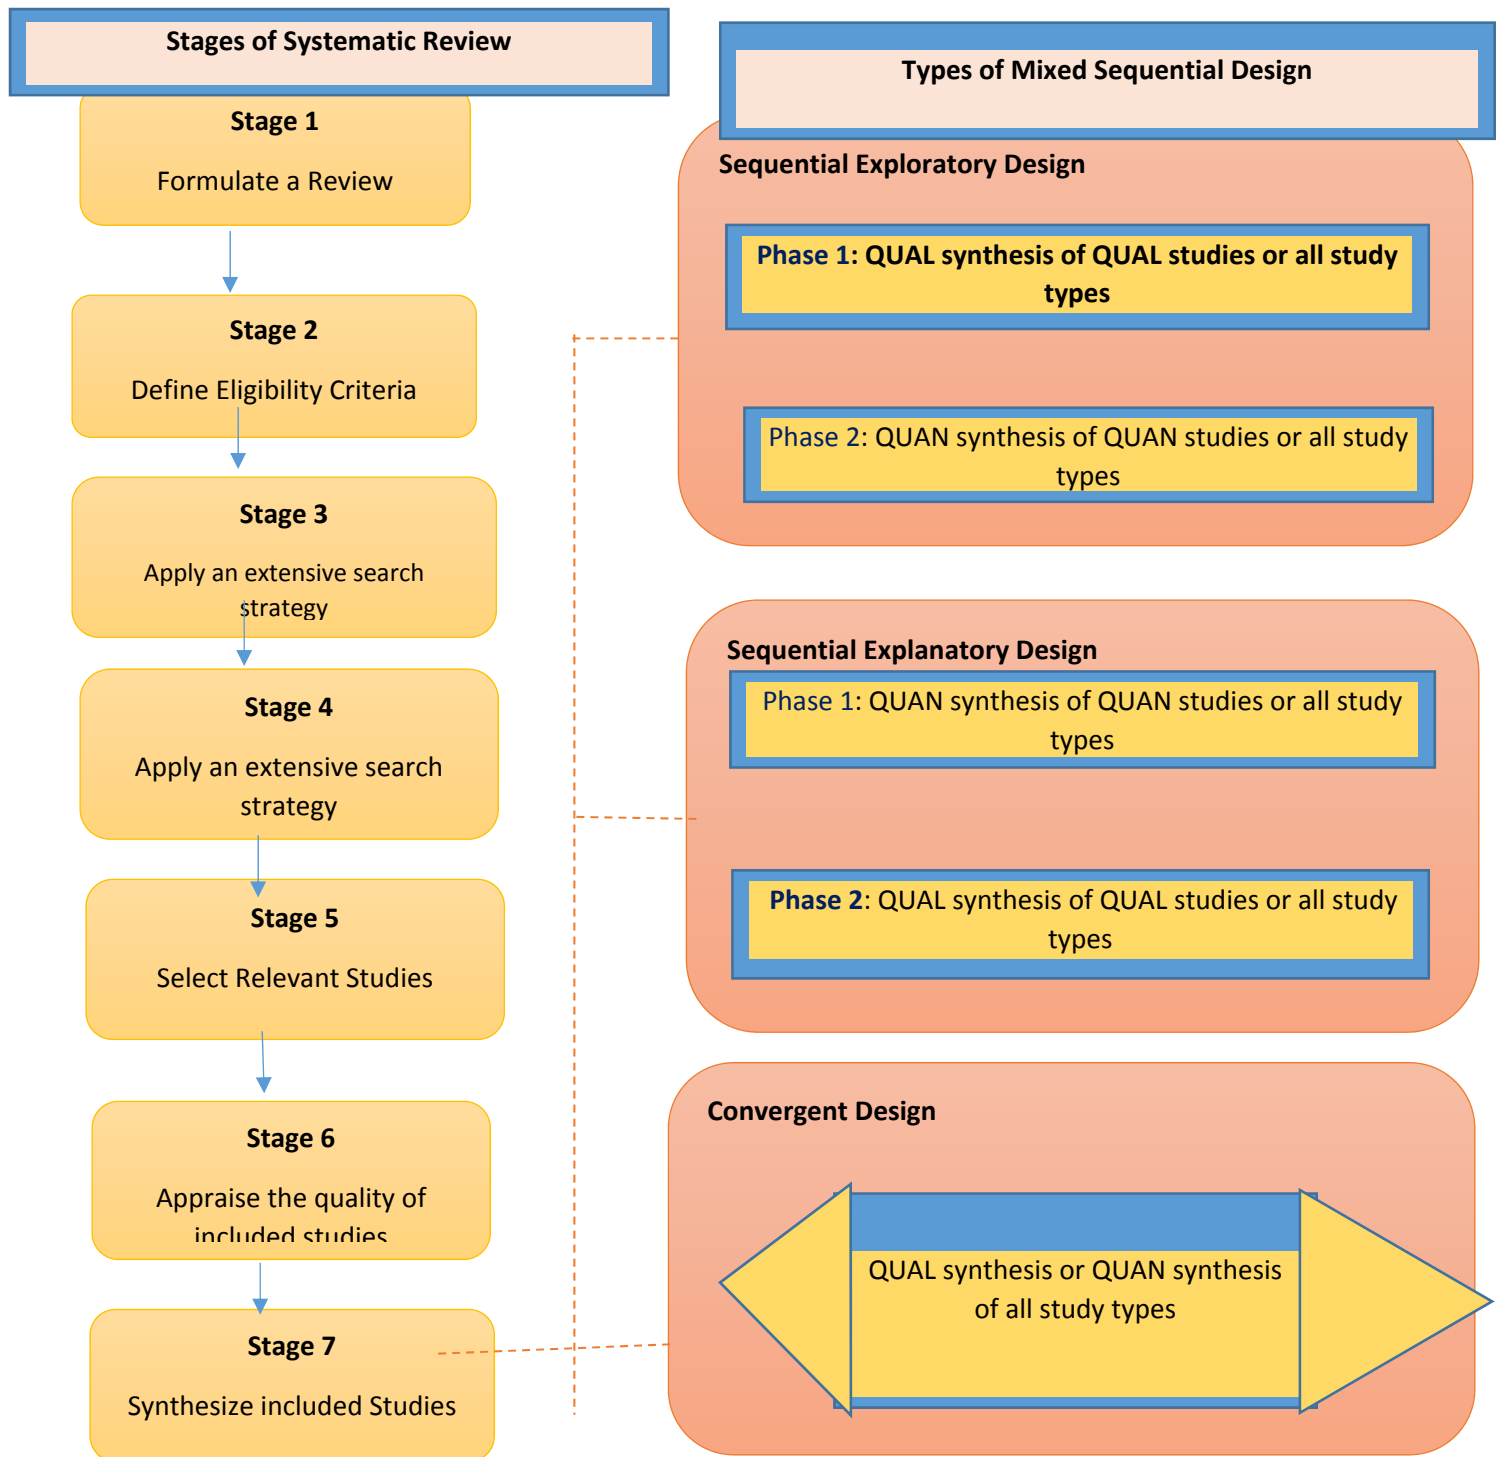 Stages of Systematic Review
Stage 1
Formulate a Review
Stage 2
Define Eligibility Criteria
Stage 3
Apply an extensive search
strategy
Stage 4
Apply an extensive search
strategy
Stage 5
Select Relevant Studies
Stage 6
Appraise the quality of
included studies
Stage 7
Synthesize included Studies
Types of Mixed Sequential Design
Sequential Exploratory Design
Phase 1: QUAL synthesis of QUAL studies or all study
types
Phase 2: QUAN synthesis of QUAN studies or all study
types
Sequential Explanatory Design
Phase 1: QUAN synthesis of QUAN studies or all study
types
Phase 2: QUAL synthesis of QUAL studies or all study
types
Convergent Design
QUAL synthesis or QUAN synthesis
of all study types